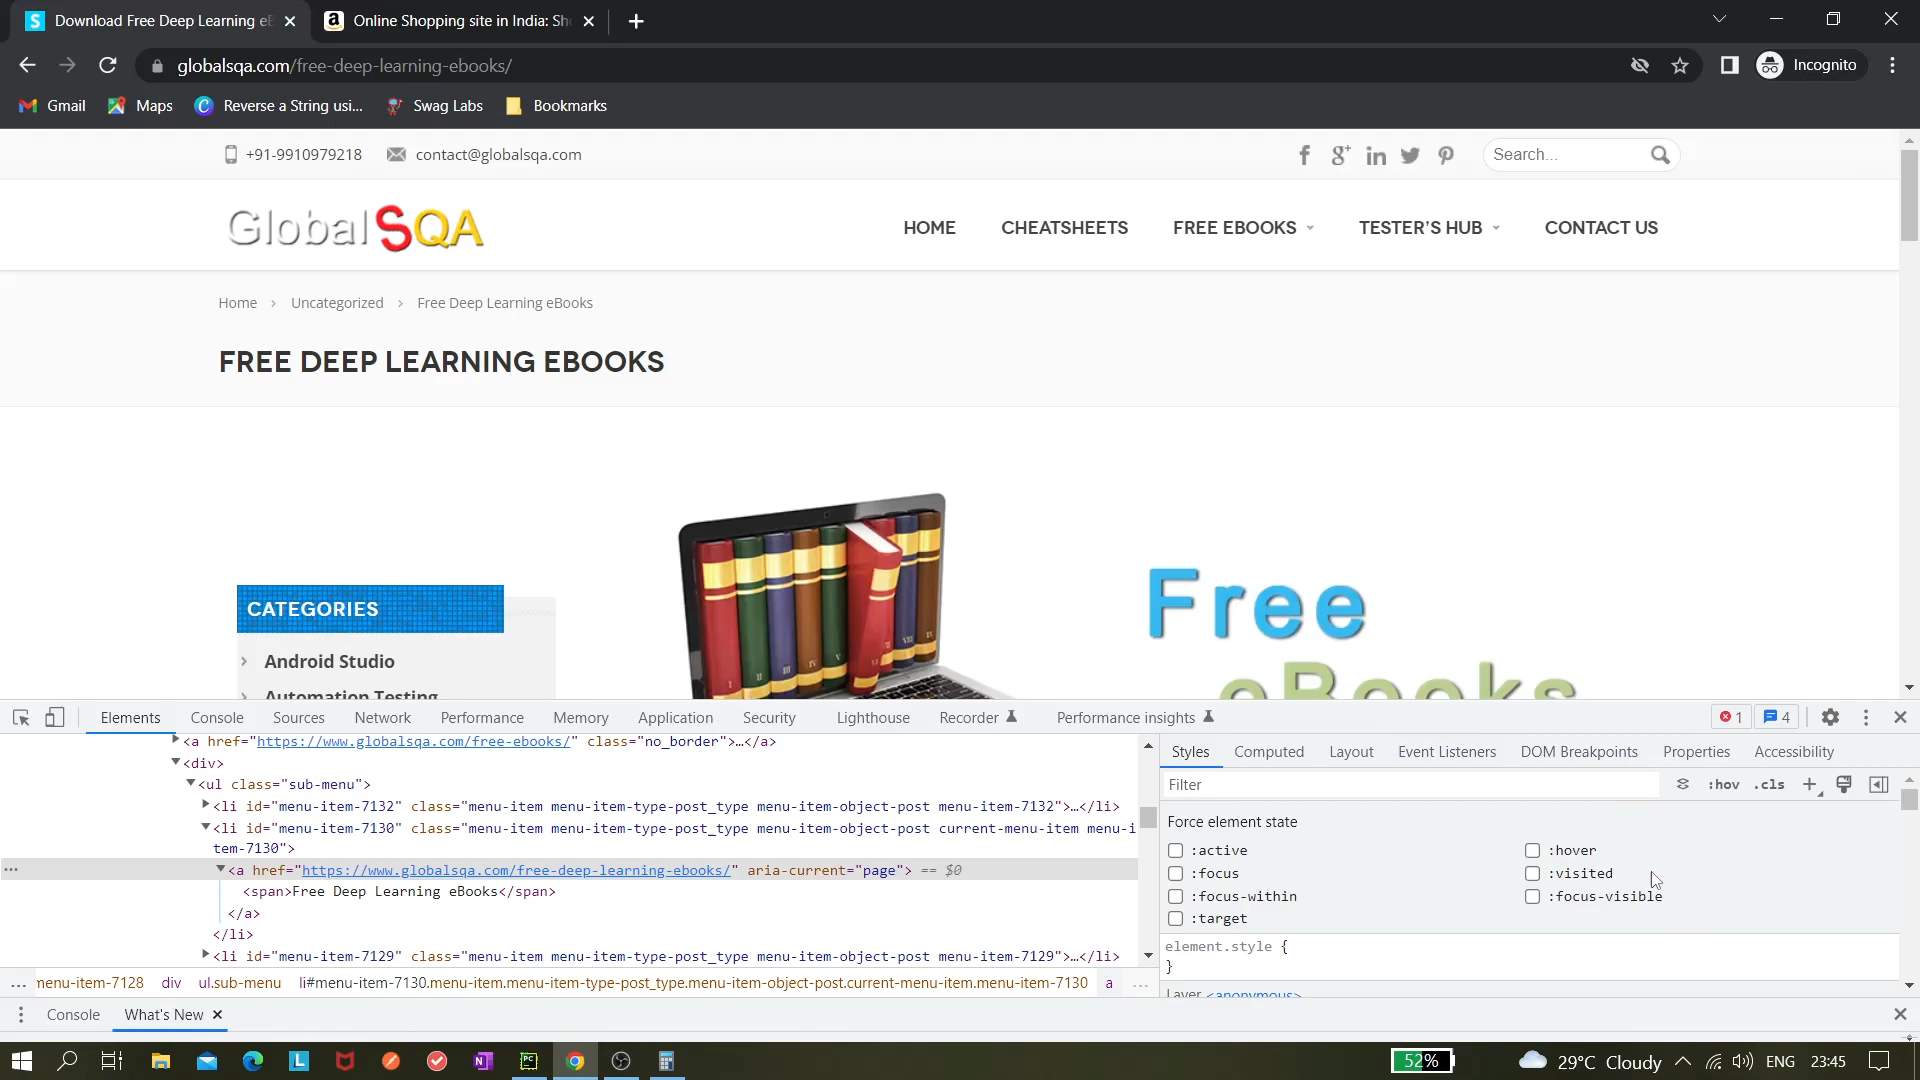 Download Free Deep Learning eB
Online Shopping site in India: Sh
globalsqa.com/free-deep-learning-ebooks/
Incognito
Gmail
Maps
Reverse a String usi...
Swag Labs
Bookmarks
+91-9910979218
contact@globalsqa.com
Search...
GlobalSQA
HOME
CHEATSHEETS
FREE EBOOKS
TESTER'S HUB
CONTACT US
Home > Uncategorized > Free Deep Learning eBooks
FREE DEEP LEARNING EBOOKS
CATEGORIES
Android Studio
Automation Testing
Free
eBooks
Elements
Console
Sources
Network
Performance
Memory
Application
Security
Lighthouse
Recorder
Performance insights
1
4
<a href="https://www.globalsqa.com/free-ebooks/" class="no_border">…</a>
<div>
<ul class="sub-menu">
<li id="menu-item-7132" class="menu-item menu-item-type-post_type menu-item-object-post menu-item-7132">…</li>
<li id="menu-item-7130" class="menu-item menu-item-type-post_type menu-item-object-post current-menu-item menu-i
tem-7130">
<a href="https://www.globalsqa.com/free-deep-learning-ebooks/" aria-current="page"> == $0
<span>Free Deep Learning eBooks</span>
</a>
</li>
<li id="menu-item-7129" class="menu-item menu-item-type-post_type menu-item-object-post menu-item-7129">…</li>
... menu-item-7128 div ul.sub-menu li#menu-item-7130.menu-item.menu-item-type-post_type.menu-item-object-post.current-menu-item.menu-item-7130 a ...
Styles
Computed
Layout
Event Listeners
DOM Breakpoints
Properties
Accessibility
Filter
:hov
.cls
Force element state
:active
:hover
:focus
:visited
:focus-within
:focus-visible
:target
element.style {
}
Layer <anonymous>
Console
What's New
52%
29°C Cloudy
ENG
23:45